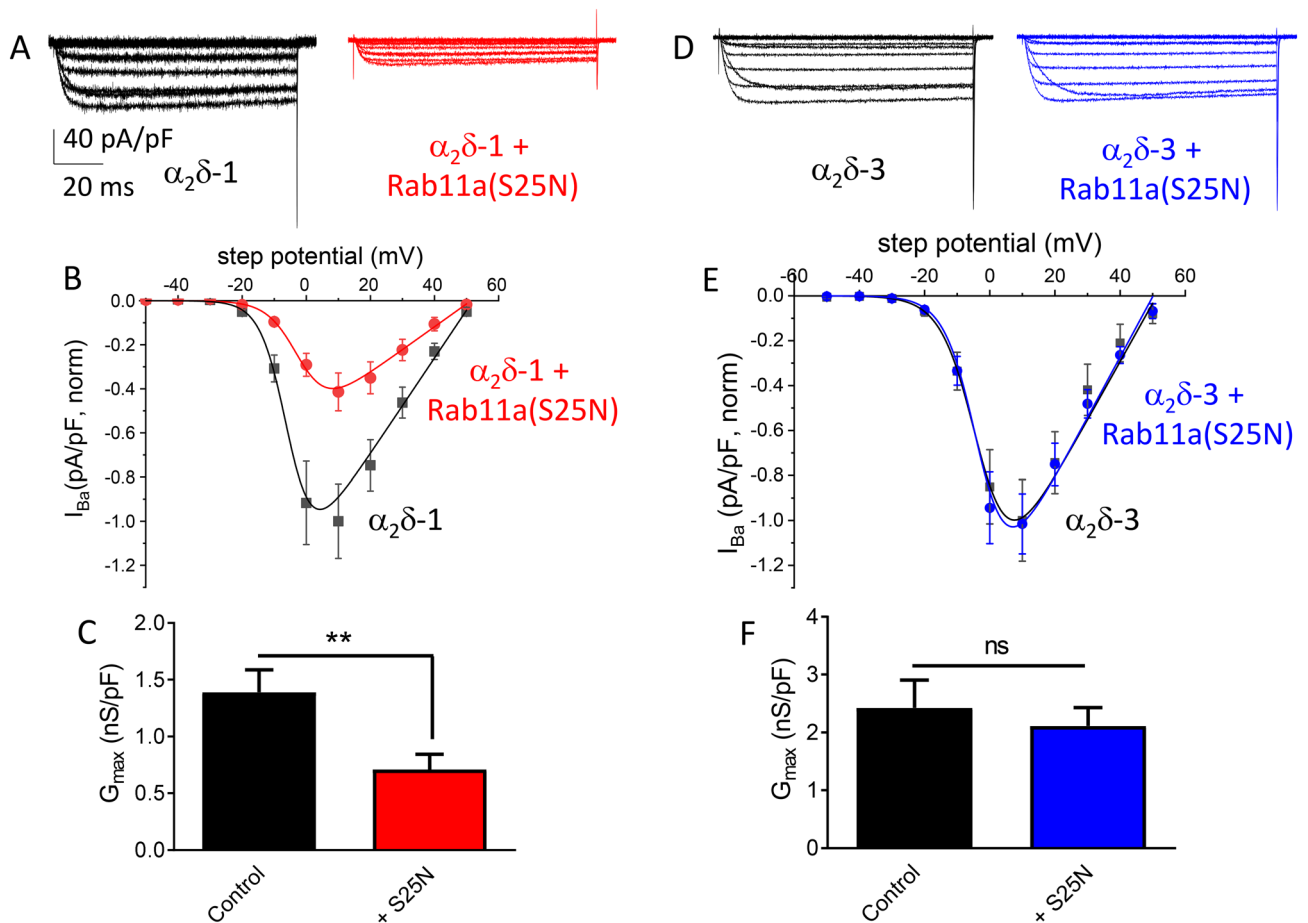 A
40 pA/pF
20 ms
α₂δ-1
α₂δ-1 +
Rab11a(S25N)
D
α₂δ-3
α₂δ-3 +
Rab11a(S25N)
B
step potential (mV)
-40 -20 0 20 40 60
0.0
-0.2
-0.4
-0.6
-0.8
-1.0
-1.2
I_Ba(pA/pF, norm)
α₂δ-1 +
Rab11a(S25N)
α₂δ-1
E
step potential (mV)
-60 -40 -20 0 20 40 60
0.0
-0.2
-0.4
-0.6
-0.8
-1.0
-1.2
I_Ba (pA/pF, norm)
α₂δ-3 +
Rab11a(S25N)
α₂δ-3
C
2.0
1.5
1.0
0.5
0.0
G_max (nS/pF)
**
Control
+ S25N
F
4
3
2
1
0
G_max (nS/pF)
ns
Control
+ S25N